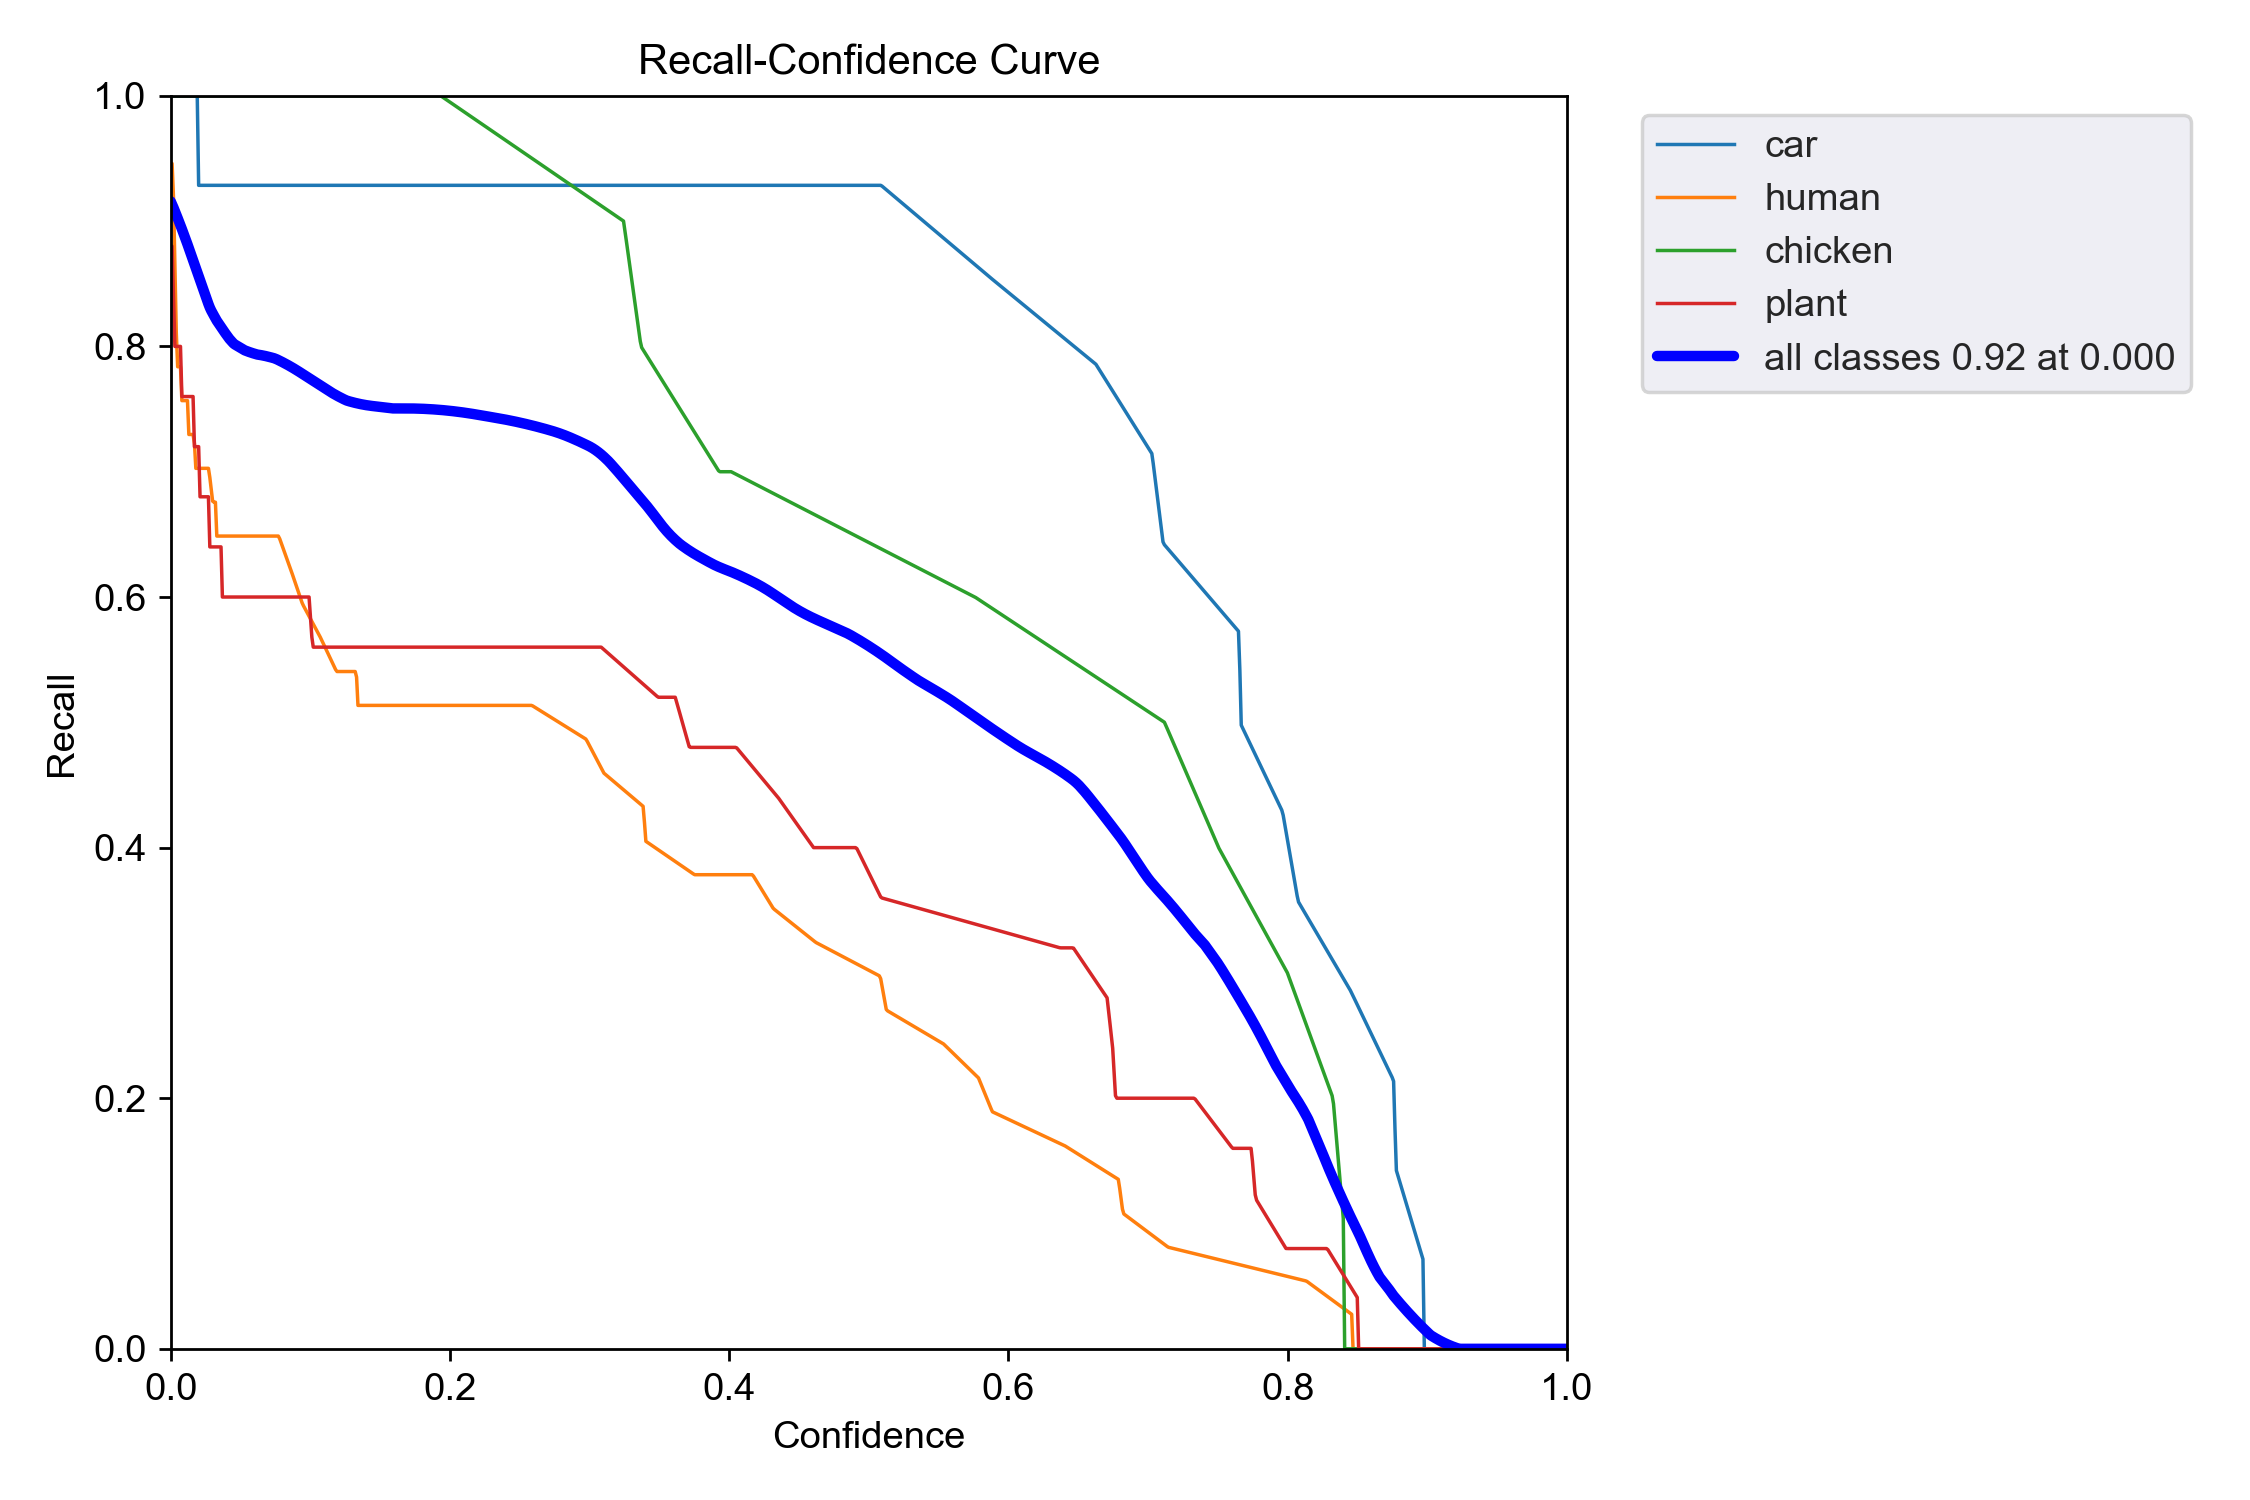 Recall-Confidence Curve
1.0
0.8
0.6
0.4
0.2
0.0
Recall
0.0 0.2 0.4 0.6 0.8 1.0
Confidence
car
human
chicken
plant
all classes 0.92 at 0.000